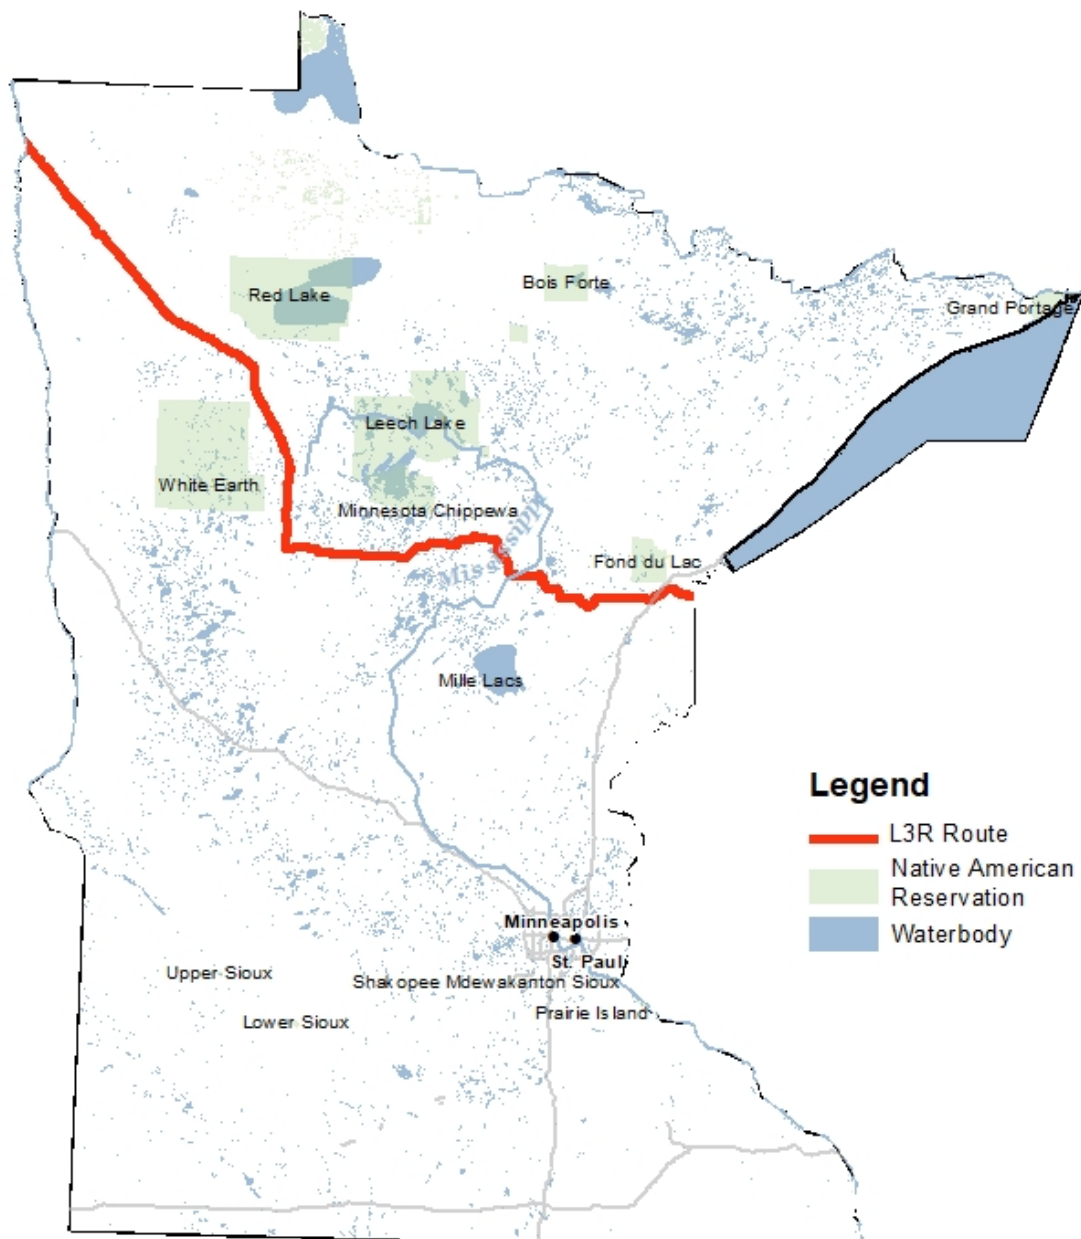 Red Lake
Bois Forte
Grand Portage
Leech Lake
White Earth
Minnesota Chippewa
Mississippi
Fond du Lac
Mille Lacs
Legend
L3R Route
Native American
Reservation
Waterbody
Minneapolis
St. Paul
Upper Sioux
Shakopee Mdewakanton Sioux
Lower Sioux
Prairie Island